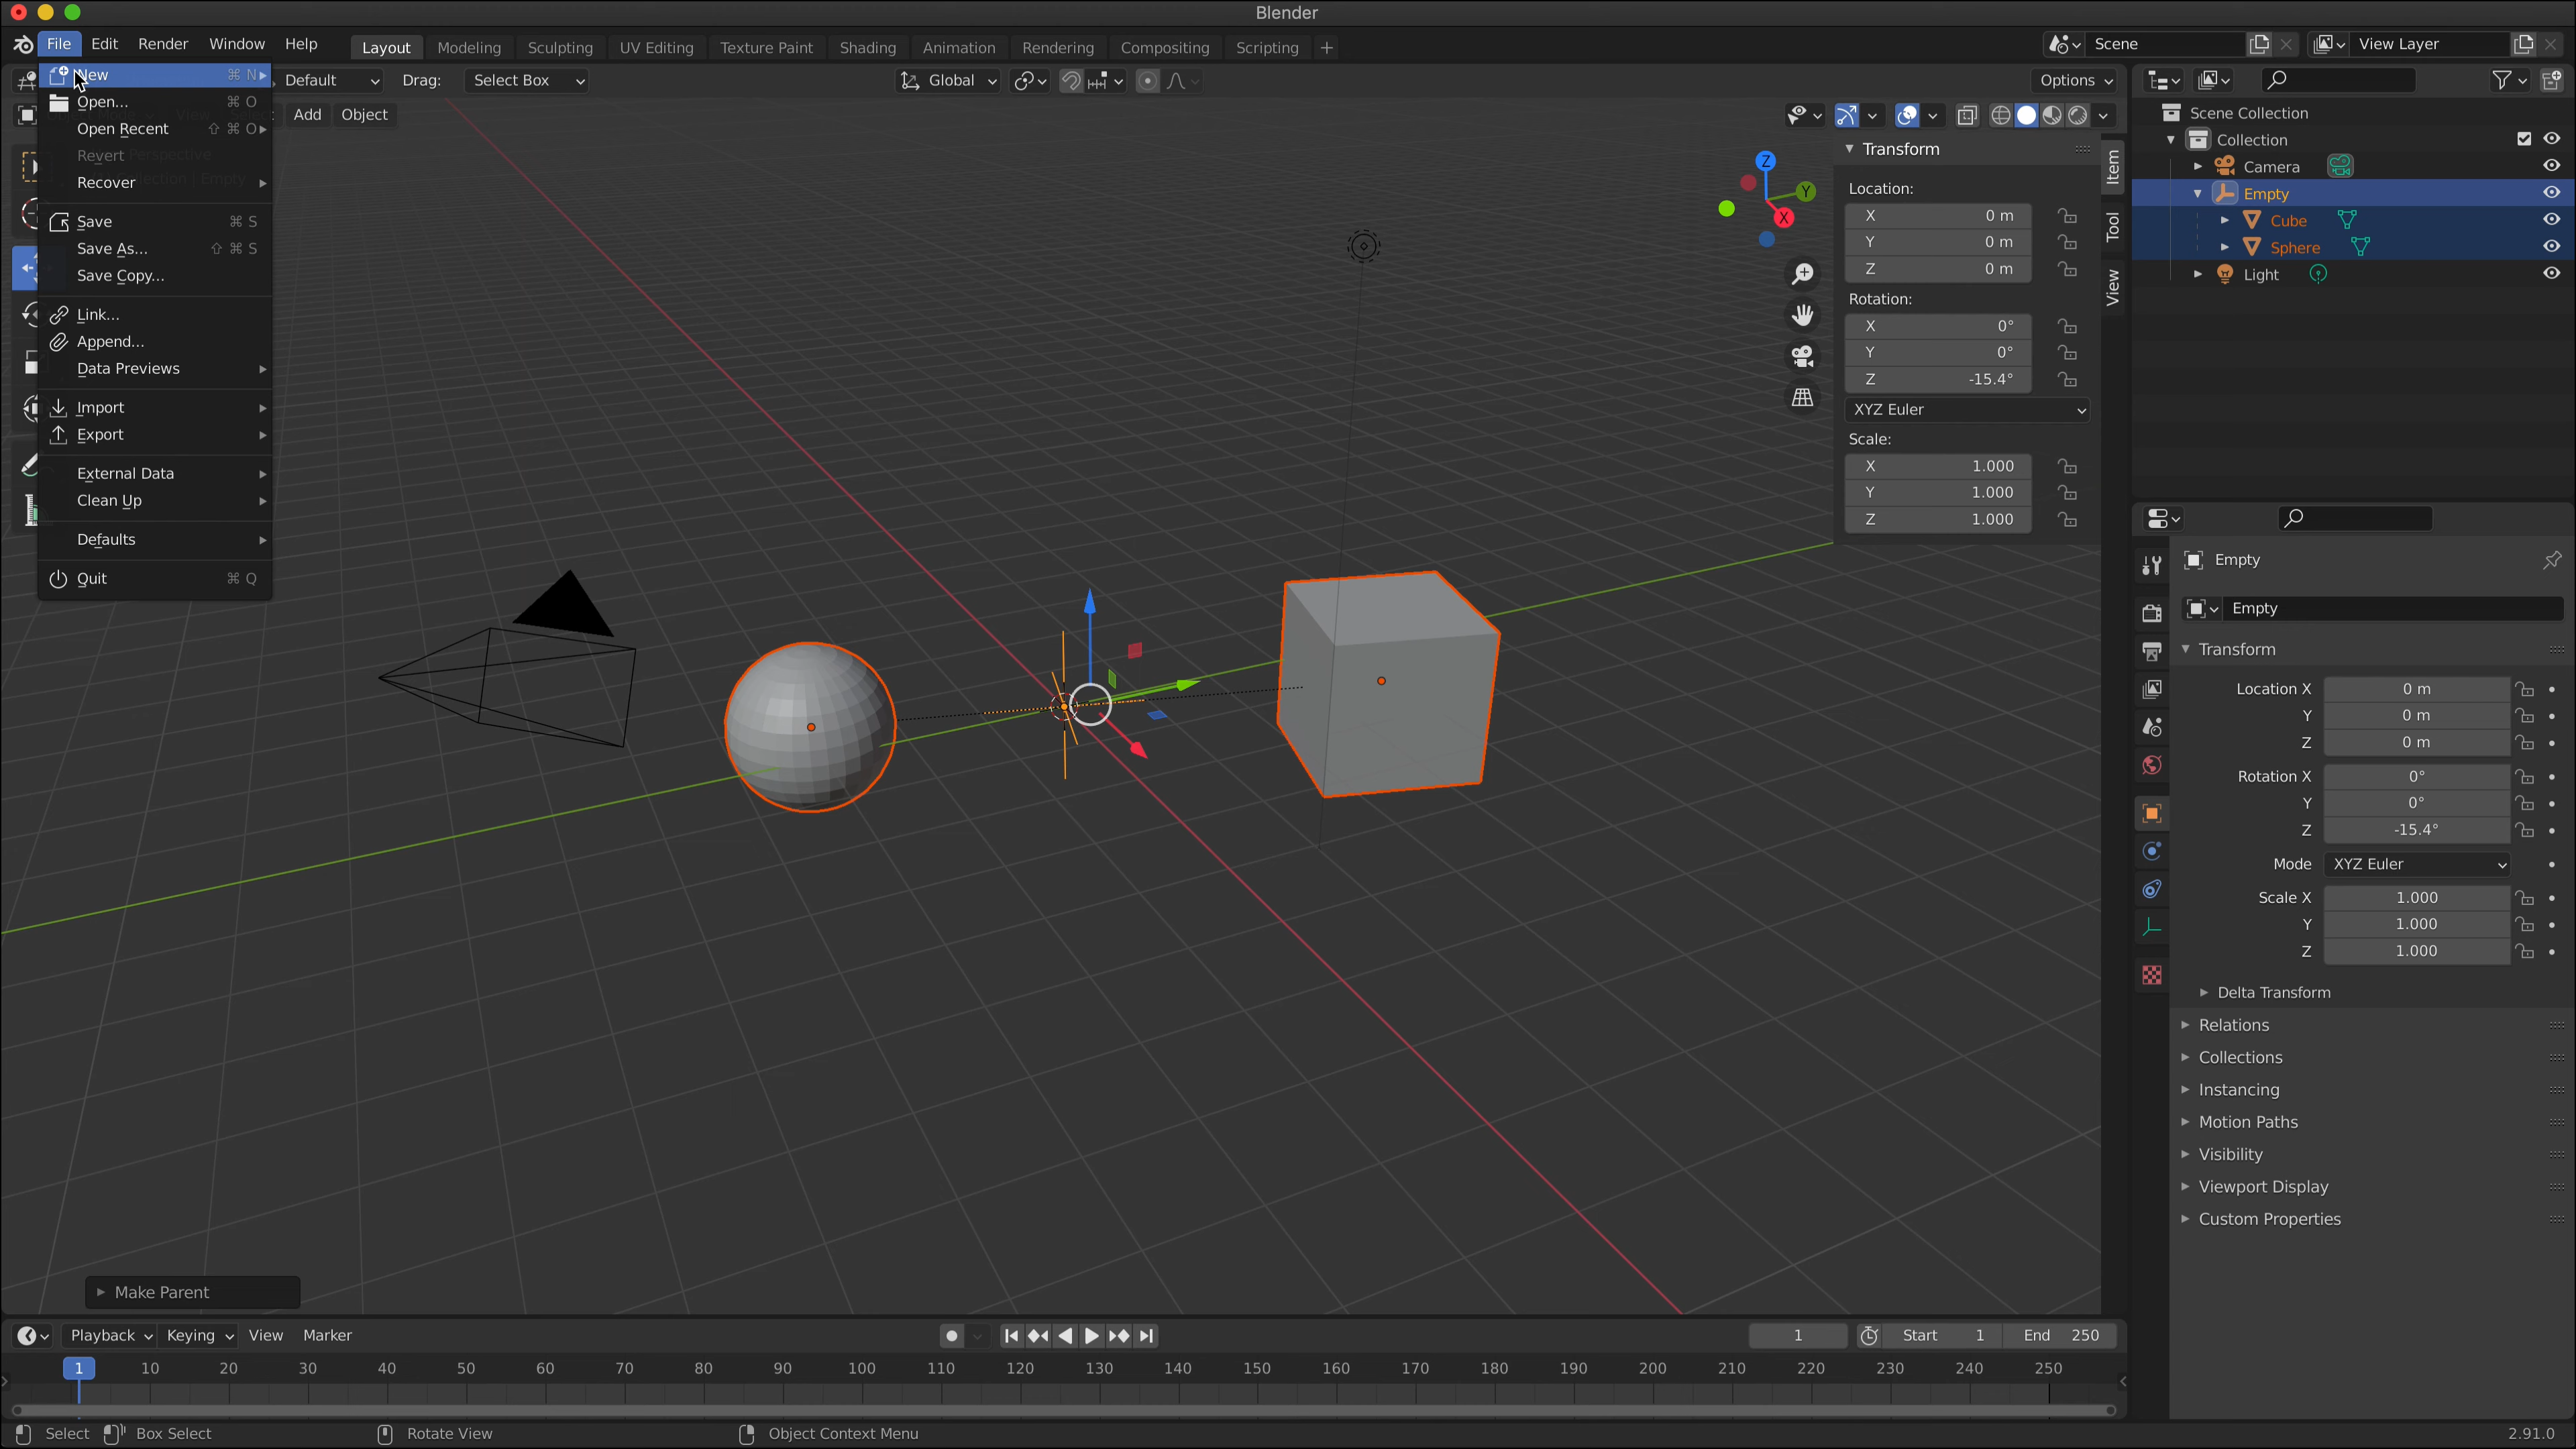 Blender
File Edit Render Window Help Layout Modeling Sculpting UV Editing Texture Paint Shading Animation Rendering Compositing Scripting + Scene View Layer
Default Drag: Select Box Global Options
Add Object
New ⌘ N
Open... ⌘ O
Open Recent ⇧ ⌘ O
Revert
Recover
Save ⌘ S
Save As... ⇧ ⌘ S
Save Copy...
Link...
Append...
Data Previews
Import
Export
External Data
Clean Up
Defaults
Quit ⌘ Q
Z
Y
X
Transform
Location:
X 0 m
Y 0 m
Z 0 m
Rotation:
X 0°
Y 0°
Z -15.4°
XYZ Euler
Scale:
X 1.000
Y 1.000
Z 1.000
Item
Tool
View
Scene Collection
Collection
Camera
Empty
Cube
Sphere
Light
Empty
Empty
Transform
Location X 0 m
Y 0 m
Z 0 m
Rotation X 0°
Y 0°
Z -15.4°
Mode XYZ Euler
Scale X 1.000
Y 1.000
Z 1.000
Delta Transform
Relations
Collections
Instancing
Motion Paths
Visibility
Viewport Display
Custom Properties
Make Parent
Playback Keying View Marker 1 Start 1 End 250
1 10 20 30 40 50 60 70 80 90 100 110 120 130 140 150 160 170 180 190 200 210 220 230 240 250
Select Box Select Rotate View Object Context Menu 2.91.0